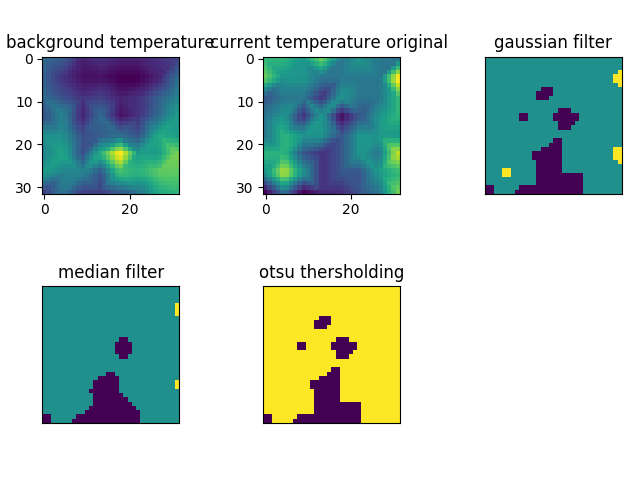 background temperature
current temperature original
gaussian filter
0
10
20
30
0
20
0
10
20
30
0
20
median filter
otsu thersholding